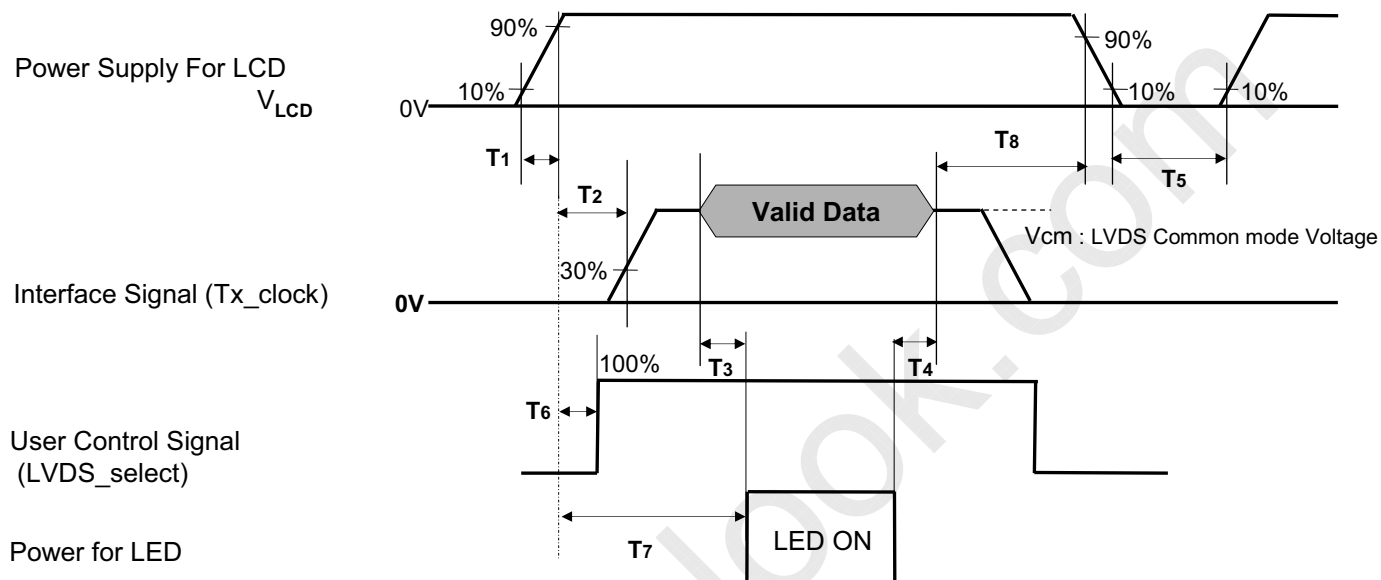 90%
90%
Power Supply For LCD
VLCD
10%
10%
10%
0V
T1
T8
T5
T2
Valid Data
Vcm : LVDS Common mode Voltage
30%
Interface Signal (Tx_clock)
0V
T3
T4
100%
T6
User Control Signal
(LVDS_select)
T7
LED ON
Power for LED
look.com